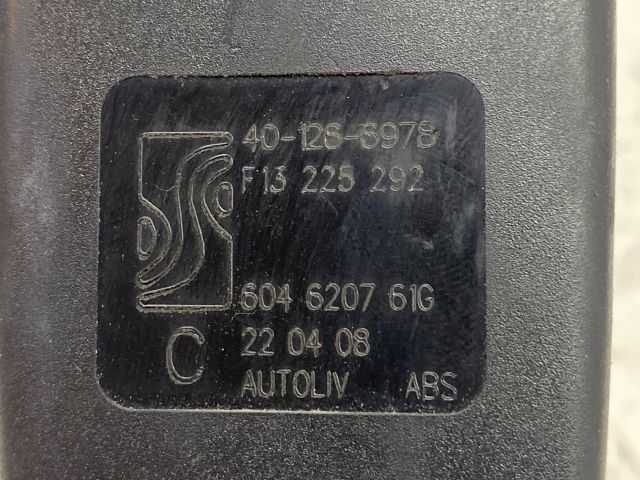 40-126-6978
F13 225 292
604 6207 61G
C
22 04 08
AUTOLIV ABS